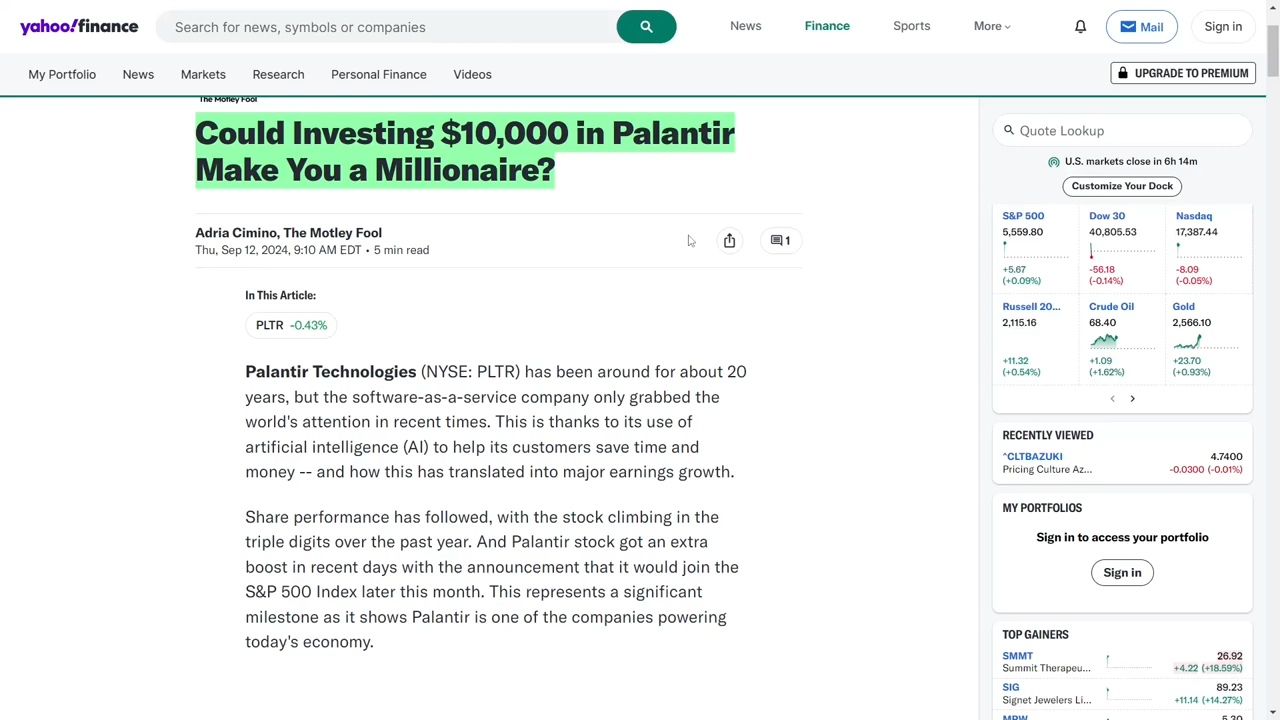 yahoo!finance
Search for news, symbols or companies
News
Finance
Sports
More
Mail
Sign in
My Portfolio
News
Markets
Research
Personal Finance
Videos
UPGRADE TO PREMIUM
The Motley Fool
Could Investing $10,000 in Palantir
Make You a Millionaire?
Adria Cimino, The Motley Fool
Thu, Sep 12, 2024, 9:10 AM EDT • 5 min read
1
In This Article:
PLTR -0.43%
Palantir Technologies (NYSE: PLTR) has been around for about 20
years, but the software-as-a-service company only grabbed the
world's attention in recent times. This is thanks to its use of
artificial intelligence (AI) to help its customers save time and
money -- and how this has translated into major earnings growth.
Share performance has followed, with the stock climbing in the
triple digits over the past year. And Palantir stock got an extra
boost in recent days with the announcement that it would join the
S&P 500 Index later this month. This represents a significant
milestone as it shows Palantir is one of the companies powering
today's economy.
Quote Lookup
U.S. markets close in 6h 14m
Customize Your Dock
S&P 500
5,559.80
+5.67
(+0.09%)
Dow 30
40,805.53
-56.18
(-0.14%)
Nasdaq
17,387.44
-8.09
(-0.05%)
Russell 20...
2,115.16
+11.32
(+0.54%)
Crude Oil
68.40
+1.09
(+1.62%)
Gold
2,566.10
+23.70
(+0.93%)
RECENTLY VIEWED
^CLTBAZUKI 4.7400
Pricing Culture Az... -0.0300 (-0.01%)
MY PORTFOLIOS
Sign in to access your portfolio
Sign in
TOP GAINERS
SMMT 26.92
Summit Therapeu... +4.22 (+18.59%)
SIG 89.23
Signet Jewelers Li... +11.14 (+14.27%)
MPW 5.30